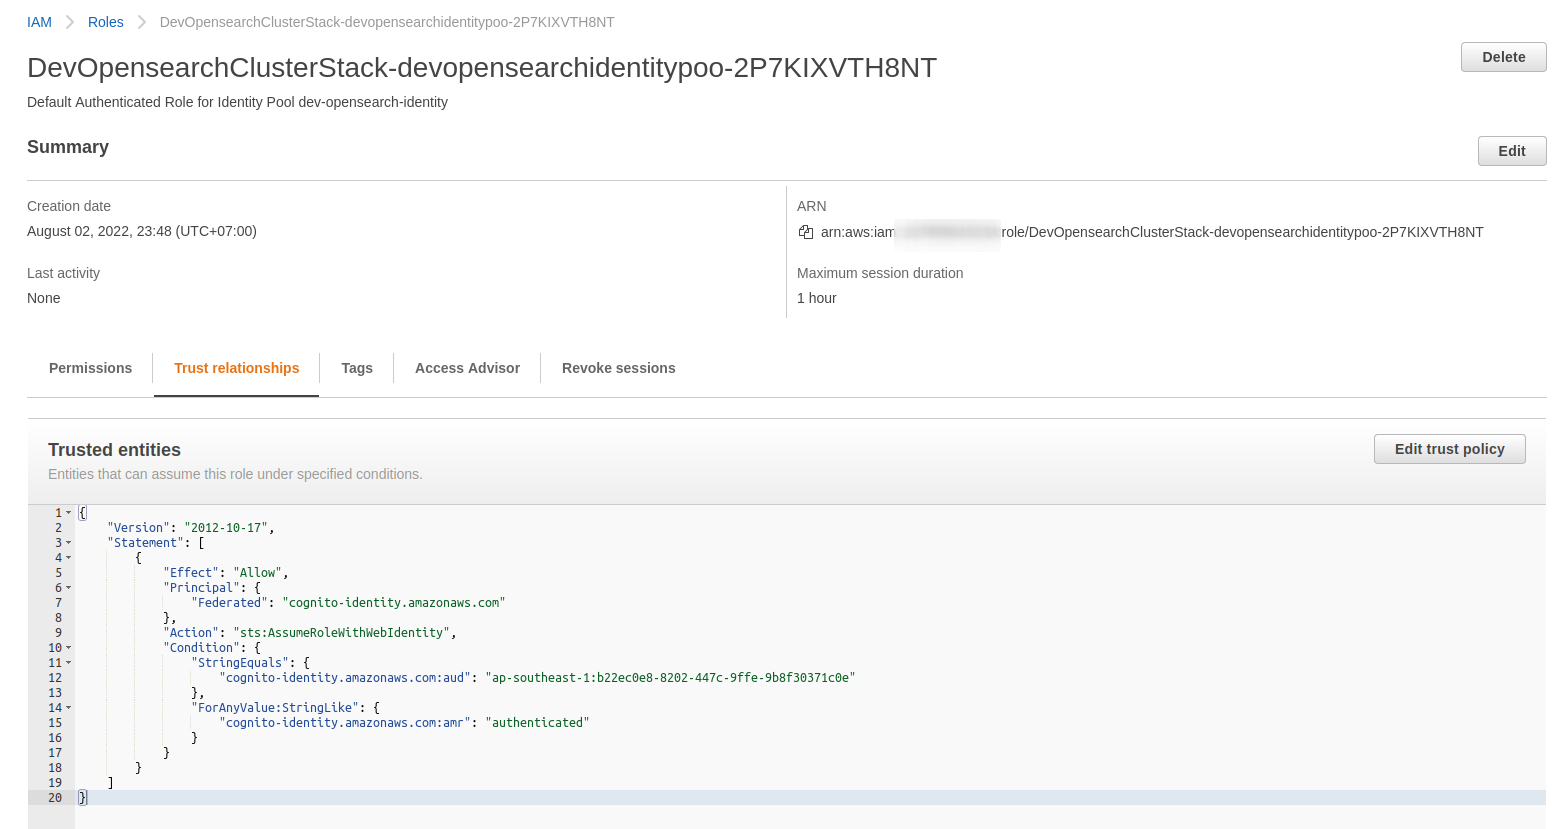 IAM > Roles > DevOpensearchClusterStack-devopensearchidentitypoo-2P7KIXVTH8NT
DevOpensearchClusterStack-devopensearchidentitypoo-2P7KIXVTH8NT
Delete
Default Authenticated Role for Identity Pool dev-opensearch-identity
Summary
Edit
Creation date
August 02, 2022, 23:48 (UTC+07:00)
ARN
arn:aws:iam role/DevOpensearchClusterStack-devopensearchidentitypoo-2P7KIXVTH8NT
Last activity
None
Maximum session duration
1 hour
Permissions Trust relationships Tags Access Advisor Revoke sessions
Trusted entities
Edit trust policy
Entities that can assume this role under specified conditions.
1 {
2     "Version": "2012-10-17",
3     "Statement": [
4         {
5             "Effect": "Allow",
6             "Principal": {
7                 "Federated": "cognito-identity.amazonaws.com"
8             },
9             "Action": "sts:AssumeRoleWithWebIdentity",
10             "Condition": {
11                 "StringEquals": {
12                     "cognito-identity.amazonaws.com:aud": "ap-southeast-1:b22ec0e8-8202-447c-9ffe-9b8f30371c0e"
13                 },
14                 "ForAnyValue:StringLike": {
15                     "cognito-identity.amazonaws.com:amr": "authenticated"
16                 }
17             }
18         }
19     ]
20 }